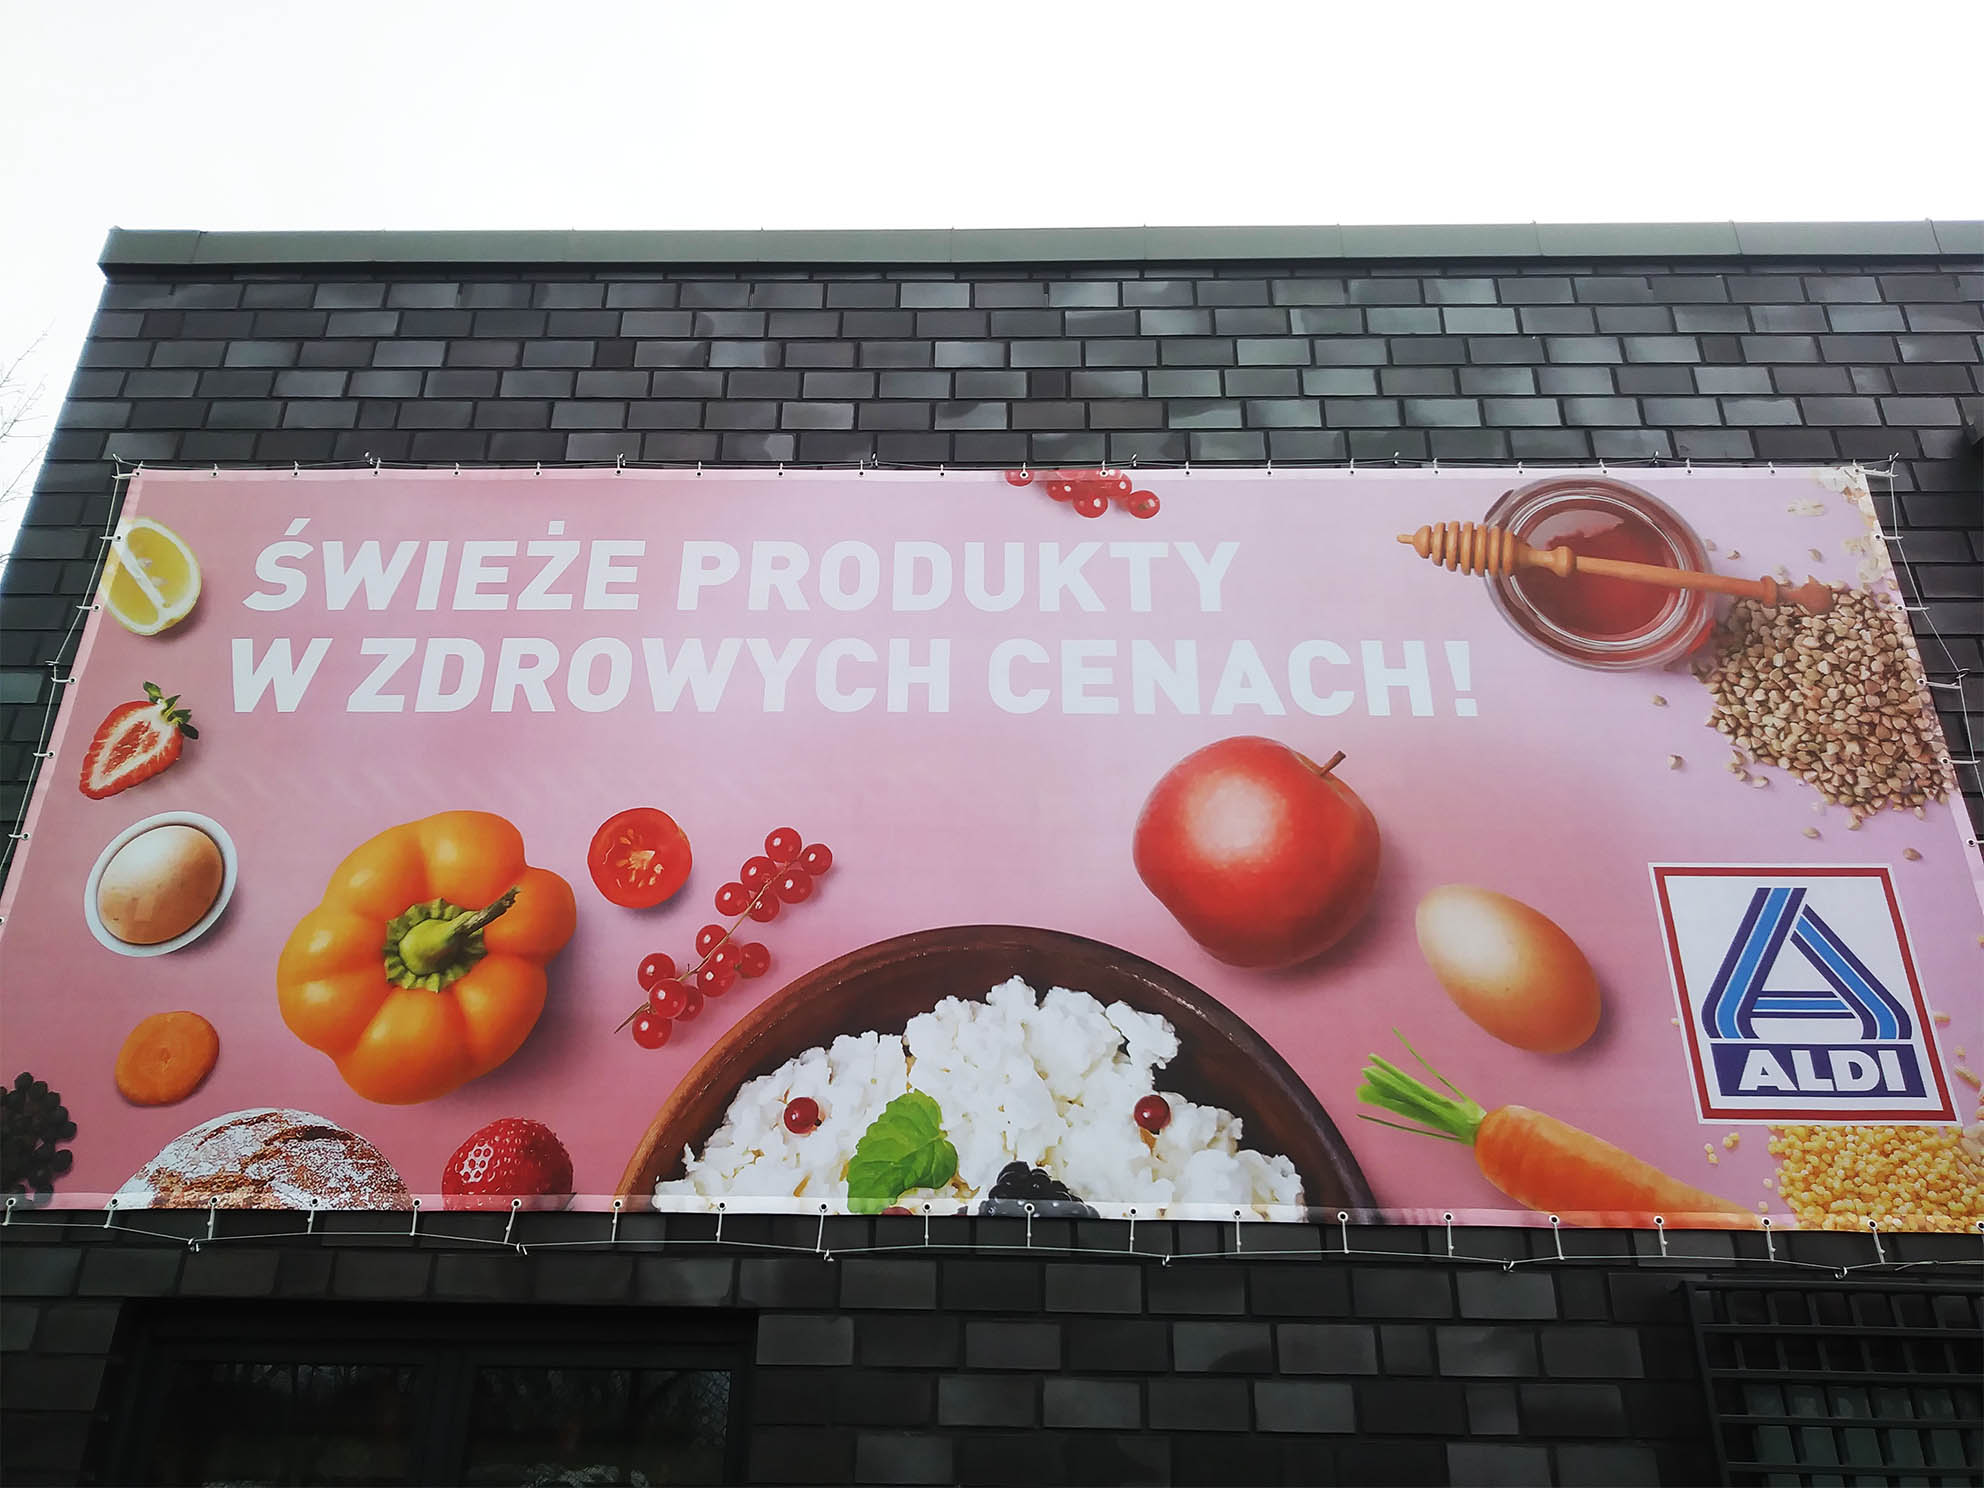 ŚWIEŻE PRODUKTY
W ZDROWYCH CENACH!
ALDI